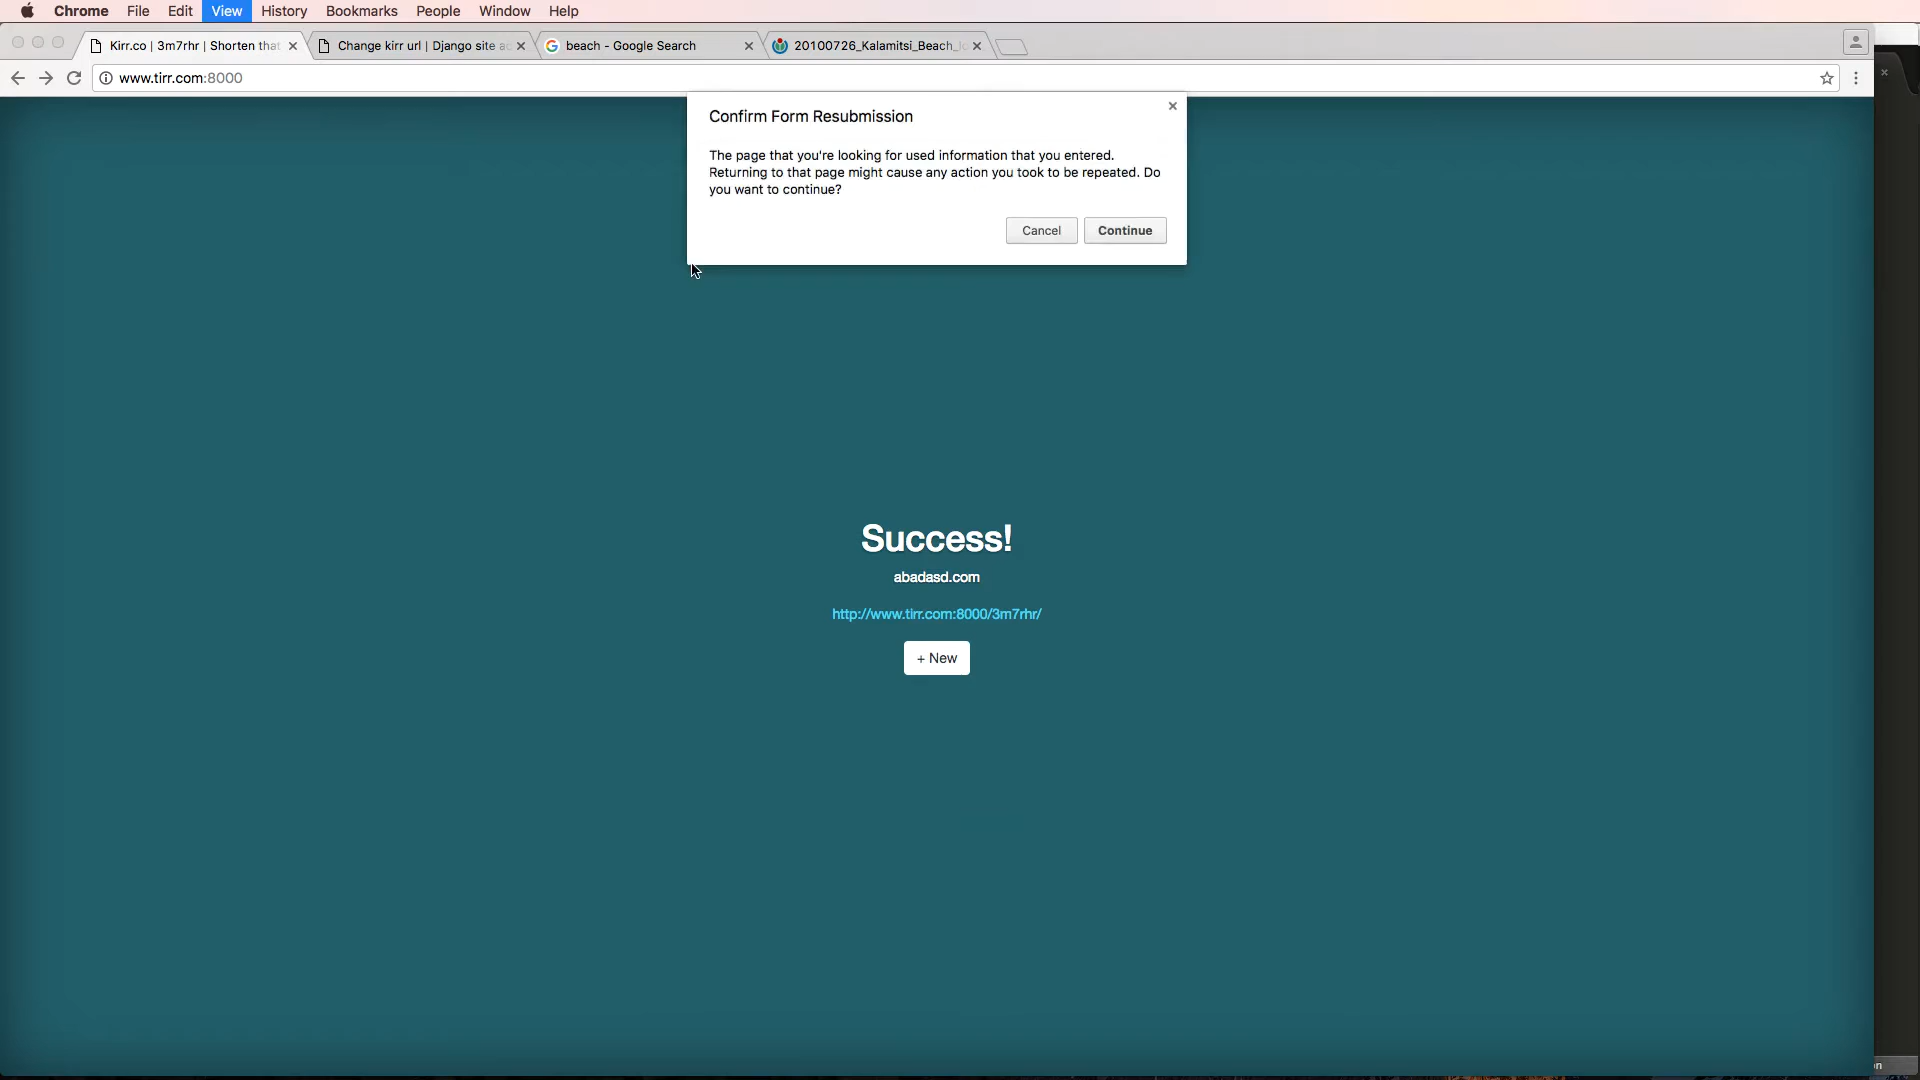 Chrome File Edit View History Bookmarks People Window Help
Kirr.co | 3m7rhr | Shorten that
Change kirr url | Django site ad
beach - Google Search
20100726_Kalamitsi_Beach_Io
www.tirr.com:8000
Confirm Form Resubmission
The page that you're looking for used information that you entered.
Returning to that page might cause any action you took to be repeated. Do
you want to continue?
Cancel
Continue
Success!
abadasd.com
http://www.tirr.com:8000/3m7rhr/
+ New